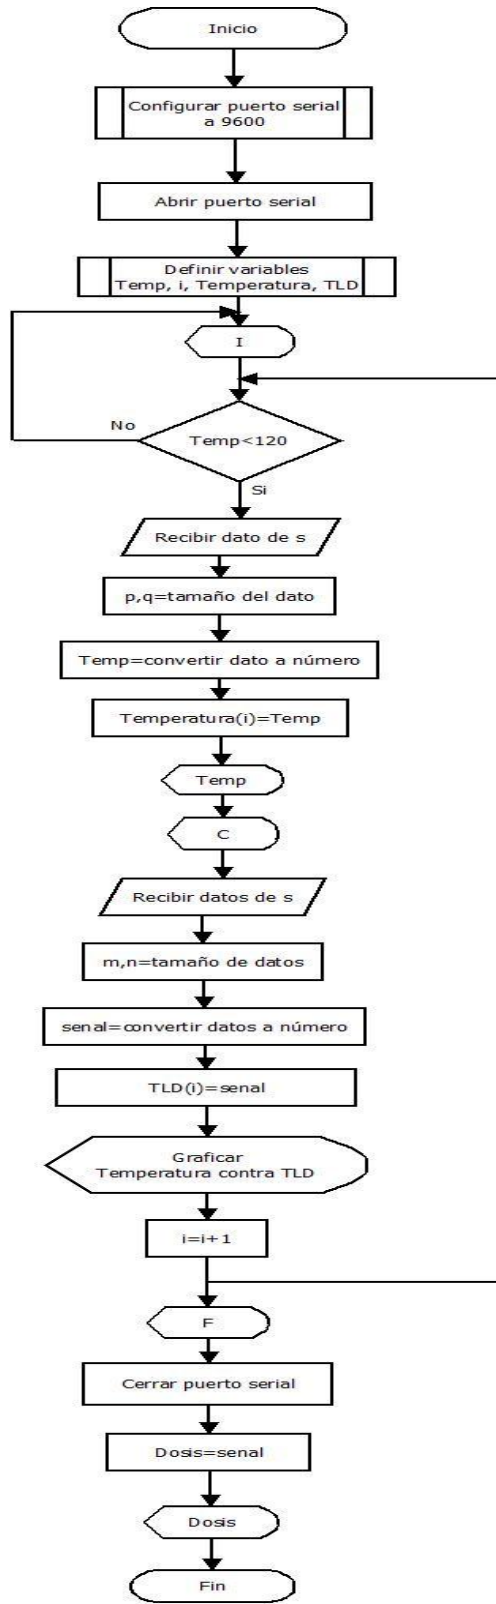 Inicio
Configurar puerto serial
a 9600
Abrir puerto serial
Definir variables
Temp, i, Temperatura, TLD
I
No
Temp<120
Si
Recibir dato de s
p,q=tamaño del dato
Temp=convertir dato a número
Temperatura(i)=Temp
Temp
C
Recibir datos de s
m,n=tamaño de datos
senal=convertir datos a número
TLD(i)=senal
Graficar
Temperatura contra TLD
i=i+1
F
Cerrar puerto serial
Dosis=senal
Dosis
Fin